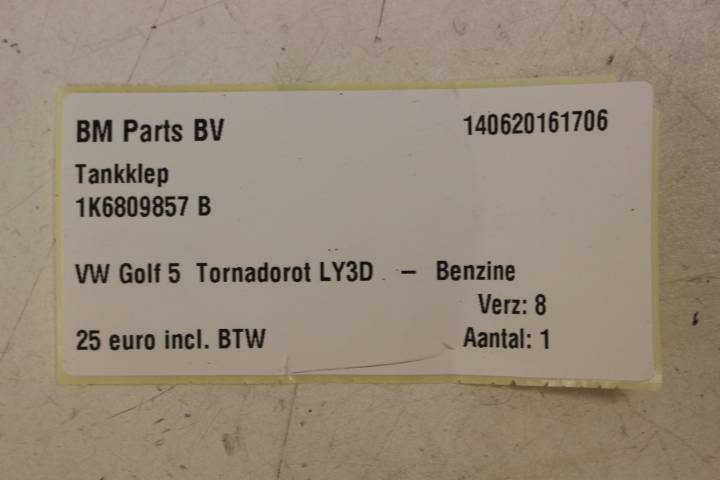 BM Parts BV 140620161706
Tankklep
1K6809857 B
VW Golf 5 Tornadorot LY3D - Benzine
Verz: 8
25 euro incl. BTW Aantal: 1